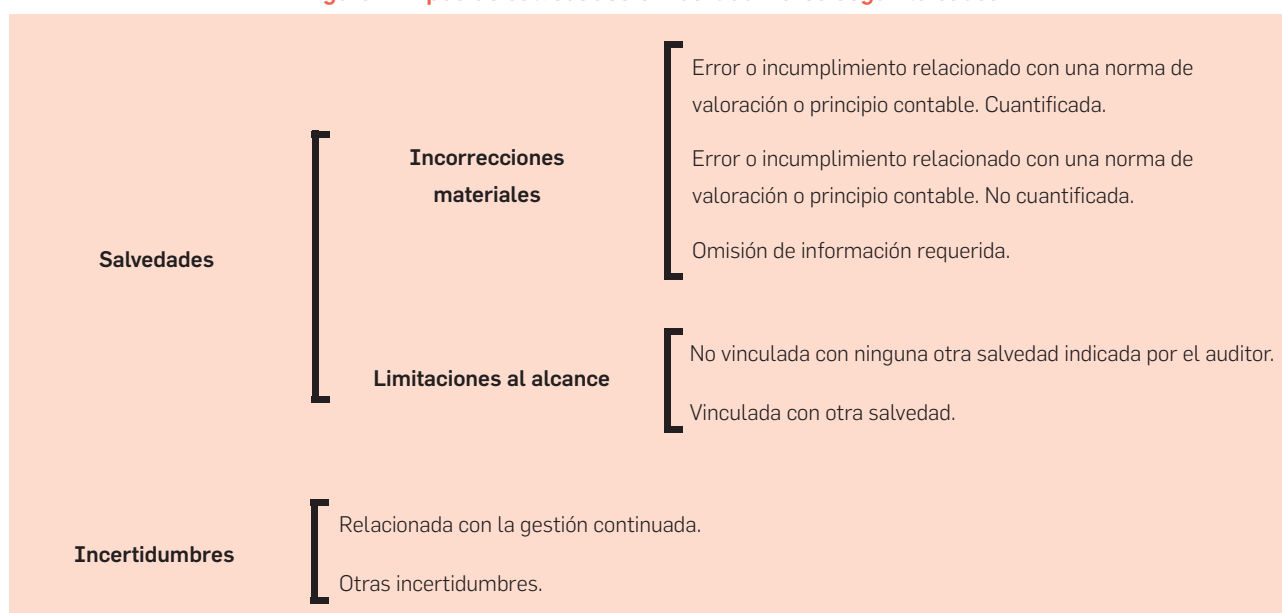 Error o incumplimiento relacionado con una norma de
valoración o principio contable. Cuantificada.
Incorrecciones
materiales
Error o incumplimiento relacionado con una norma de
valoración o principio contable. No cuantificada.
Salvedades
Omisión de información requerida.
Limitaciones al alcance
No vinculada con ninguna otra salvedad indicada por el auditor.
Vinculada con otra salvedad.
Incertidumbres
Relacionada con la gestión continuada.
Otras incertidumbres.